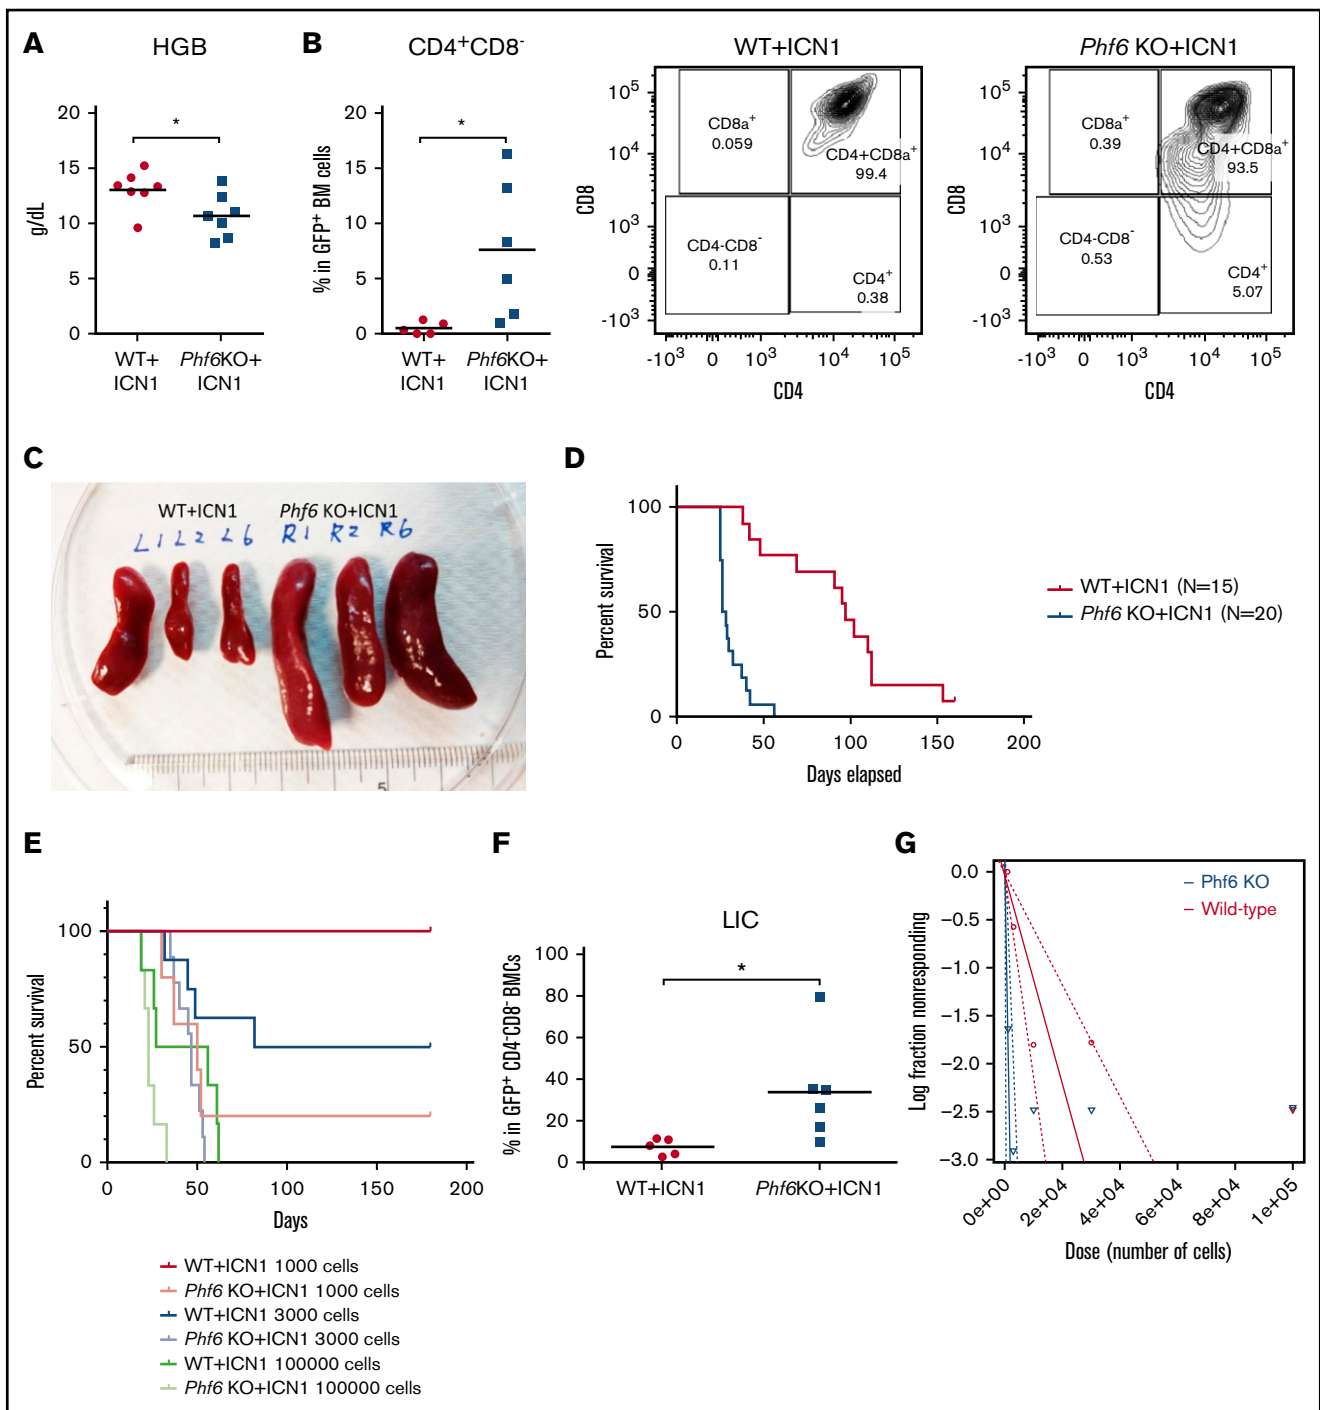 A
HGB
20
15
10
5
0
g/dL
*
WT+
ICN1
Phf6KO+
ICN1
B
CD4+CD8-
20
15
10
5
0
% in GFP+ BM cells
*
WT+
ICN1
Phf6KO+
ICN1
WT+ICN1
10^5
10^4
10^3
0
-10^3
CD8
CD8a+
0.059
CD4+CD8a+
99.4
CD4-CD8-
0.11
CD4+
0.38
-10^3
0
10^3
10^4
10^5
CD4
Phf6 KO+ICN1
10^5
10^4
10^3
0
-10^3
CD8
CD8a+
0.39
CD4+CD8a+
93.5
CD4-CD8-
0.53
CD4+
5.07
-10^3
0
10^3
10^4
10^5
CD4
C
WT+ICN1
Phf6 KO+ICN1
L1 L2 L6 R1 R2 R6
5
D
100
50
0
Percent survival
0
50
100
150
200
Days elapsed
WT+ICN1 (N=15)
Phf6 KO+ICN1 (N=20)
E
100
50
0
Percent survival
0
50
100
150
200
Days
WT+ICN1 1000 cells
Phf6 KO+ICN1 1000 cells
WT+ICN1 3000 cells
Phf6 KO+ICN1 3000 cells
WT+ICN1 100000 cells
Phf6 KO+ICN1 100000 cells
F
LIC
100
80
60
40
20
0
% in GFP+ CD4-CD8- BMCs
*
WT+ICN1
Phf6KO+ICN1
G
0.0
−0.5
−1.0
−1.5
−2.0
−2.5
−3.0
Log fraction nonresponding
Phf6 KO
Wild-type
0e+00
2e+04
4e+04
6e+04
8e+04
1e+05
Dose (number of cells)